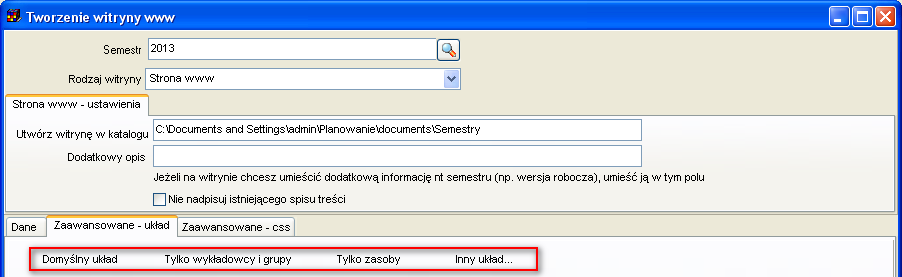 Tworzenie witryny www
Semestr 2013
Rodzaj witryny Strona www
Strona www - ustawienia
Utwórz witrynę w katalogu C:\Documents and Settings\admin\Planowanie\documents\Semestry
Dodatkowy opis
Jeżeli na witrynie chcesz umieścić dodatkową informację nt semestru (np. wersja robocza), umieść ją w tym polu
Nie nadpisuj istniejącego spisu treści
Dane Zaawansowane - układ Zaawansowane - css
Domyślny układ Tylko wykładowcy i grupy Tylko zasoby Inny układ...